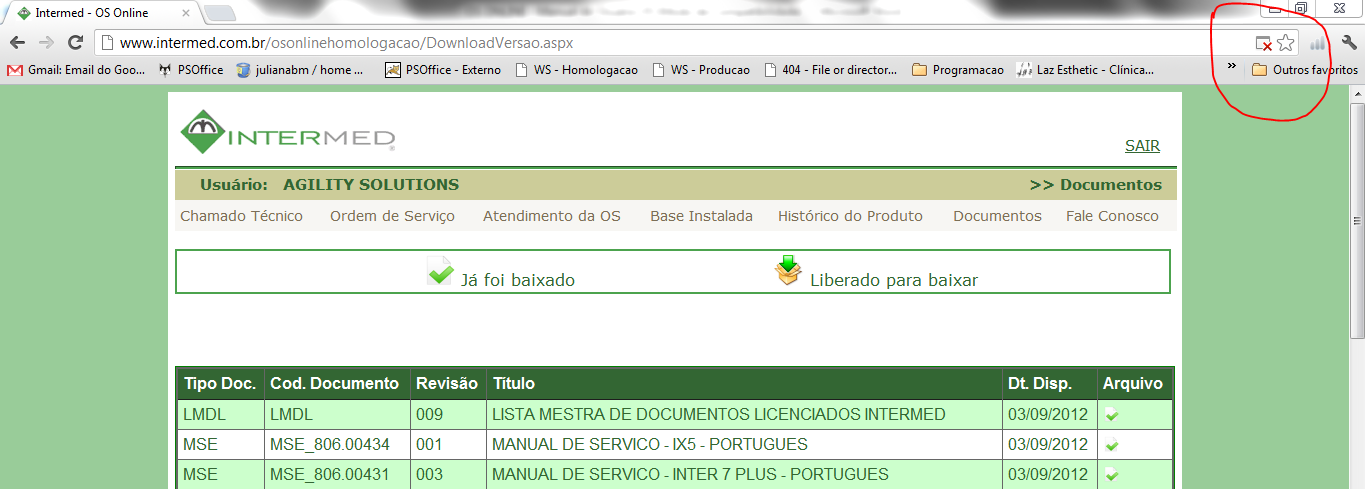 Intermed - OS Online
www.intermed.com.br/osonlinehomologacao/DownloadVersao.aspx
Gmail: Email do Goo... PSOffice julianabm / home ... PSOffice - Externo WS - Homologacao WS - Producao 404 - File or director... Programacao Laz Esthetic - Clínica... » Outros favoritos
INTERMED
SAIR
Usuário: AGILITY SOLUTIONS >> Documentos
Chamado Técnico Ordem de Serviço Atendimento da OS Base Instalada Histórico do Produto Documentos Fale Conosco
Já foi baixado Liberado para baixar
Tipo Doc. Cod. Documento Revisão Titulo Dt. Disp. Arquivo
LMDL LMDL 009 LISTA MESTRA DE DOCUMENTOS LICENCIADOS INTERMED 03/09/2012
MSE MSE_806.00434 001 MANUAL DE SERVICO - IX5 - PORTUGUES 03/09/2012
MSE MSE_806.00431 003 MANUAL DE SERVICO - INTER 7 PLUS - PORTUGUES 03/09/2012